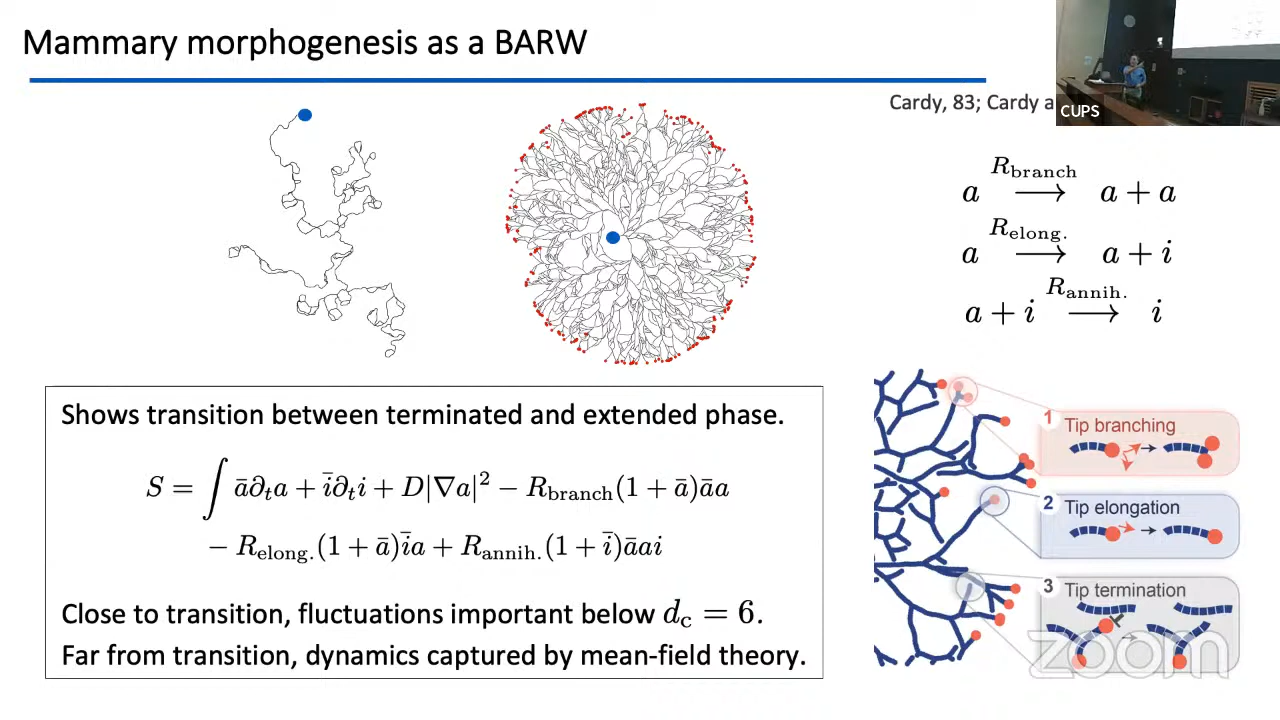 Mammary morphogenesis as a BARW
Cardy, 83; Cardy a
CUPS
R_branch
a ⟶ a + a
R_elong.
a ⟶ a + i
R_annih.
a + i ⟶ i
Shows transition between terminated and extended phase.
S = ∫ ā∂_t a + ī∂_t i + D|∇a|² − R_branch(1 + ā)āa
− R_elong.(1 + ā)īa + R_annih.(1 + ī)āai
Close to transition, fluctuations important below d_c = 6.
Far from transition, dynamics captured by mean-field theory.
1 Tip branching
2 Tip elongation
3 Tip termination
zoom